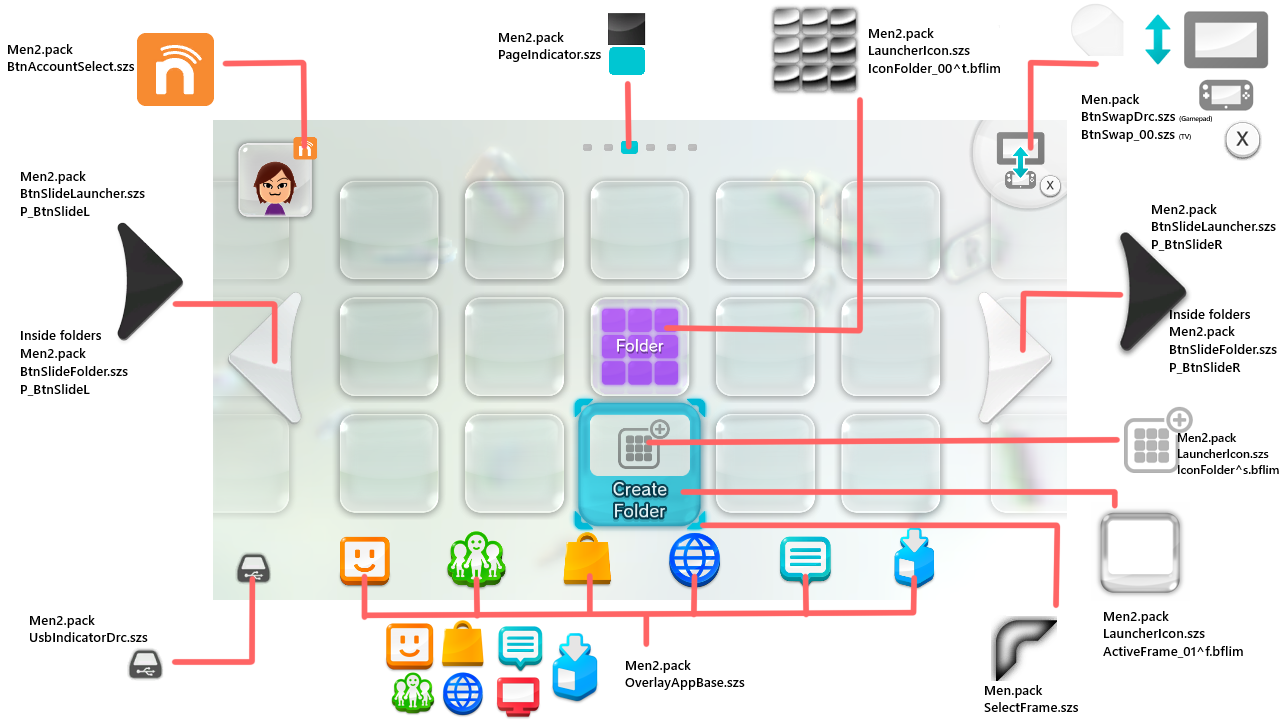 Men2.pack
BtnAccountSelect.szs
Men2.pack
PageIndicator.szs
Men2.pack
LauncherIcon.szs
IconFolder_00^t.bflim
Men.pack
BtnSwapDrc.szs (Gamepad)
BtnSwap_00.szs (TV)
X
X
Men2.pack
BtnSlideLauncher.szs
P_BtnSlideL
Men2.pack
BtnSlideLauncher.szs
P_BtnSlideR
Inside folders
Men2.pack
BtnSlideFolder.szs
P_BtnSlideL
Inside folders
Men2.pack
BtnSlideFolder.szs
P_BtnSlideR
Folder
Men2.pack
LauncherIcon.szs
IconFolder^s.bflim
Create
Folder
Men2.pack
UsbIndicatorDrc.szs
Men2.pack
OverlayAppBase.szs
Men2.pack
LauncherIcon.szs
ActiveFrame_01^f.bflim
Men.pack
SelectFrame.szs